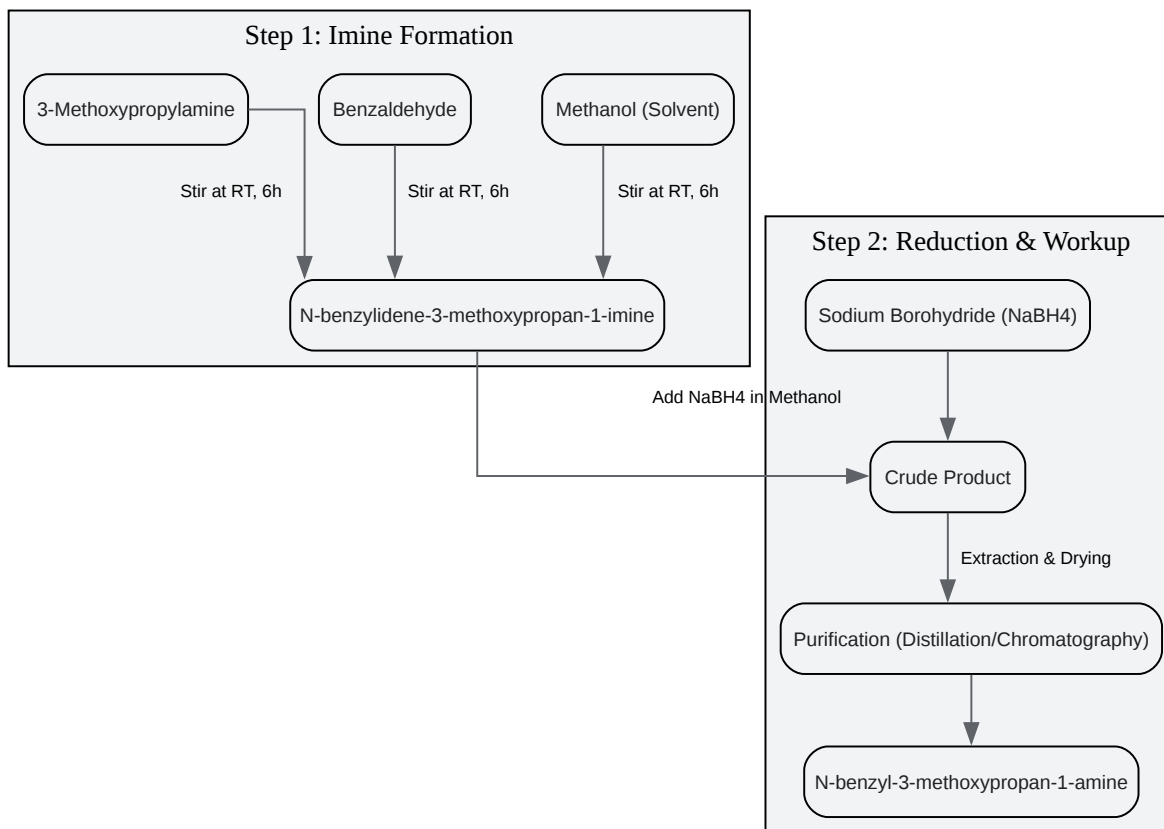 Step 1: Imine Formation
3-Methoxypropylamine
Benzaldehyde
Methanol (Solvent)
Stir at RT, 6h
Stir at RT, 6h
Stir at RT, 6h
N-benzylidene-3-methoxypropan-1-imine
Step 2: Reduction & Workup
Sodium Borohydride (NaBH4)
Add NaBH4 in Methanol
Crude Product
Extraction & Drying
Purification (Distillation/Chromatography)
N-benzyl-3-methoxypropan-1-amine